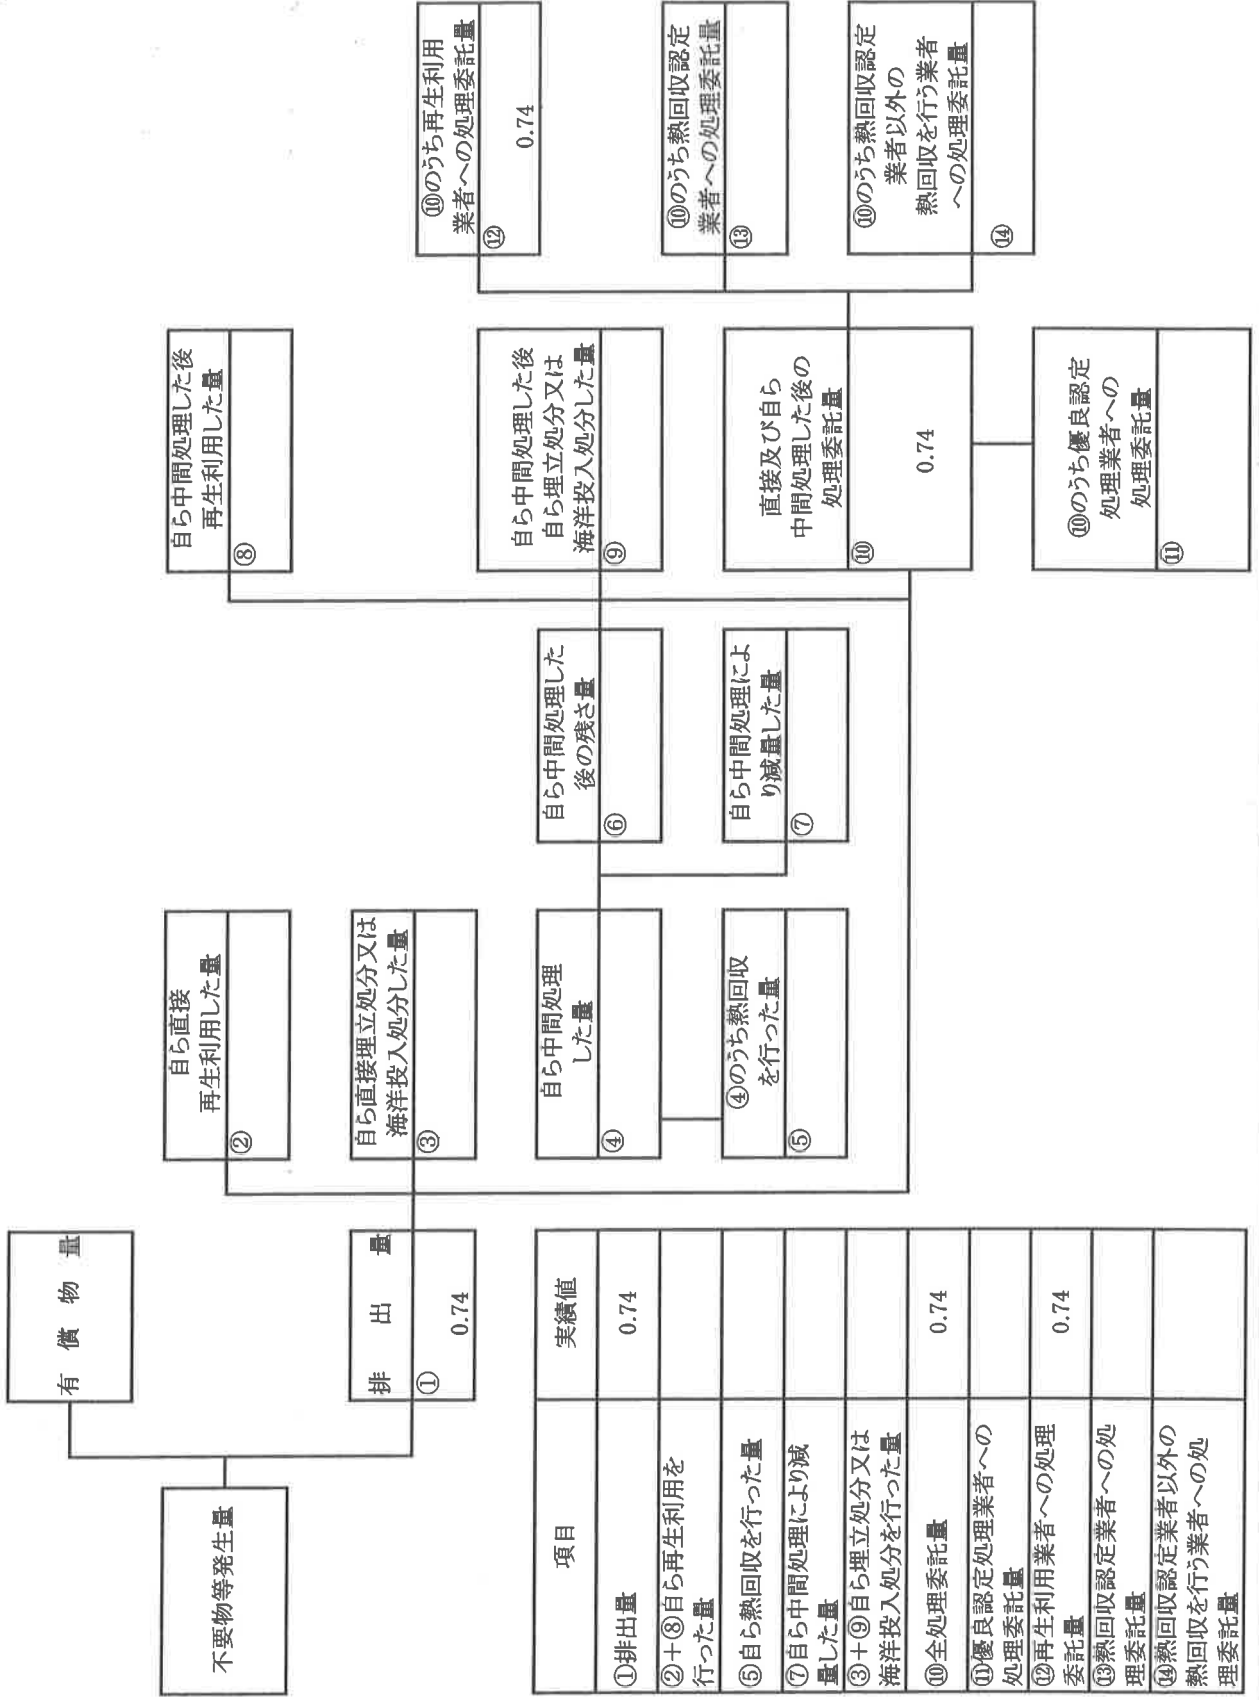 不要物等発生量
有償物量
排出量
①
0.74
自ら直接
再生利用した量
②
自ら直接埋立処分又は
海洋投入処分した量
③
自ら中間処理
した量
④
④のうち熱回収
を行った量
⑤
自ら中間処理した
後の残さ量
⑥
自ら中間処理によ
り減量した量
⑦
自ら中間処理した後
再生利用した量
⑧
自ら中間処理した後
自ら埋立処分又は
海洋投入処分した量
⑨
直接及び自ら
中間処理した後の
処理委託量
⑩
0.74
⑩のうち優良認定
処理業者への
処理委託量
⑪
⑩のうち再生利用
業者への処理委託量
⑫
0.74
⑩のうち熱回収認定
業者への処理委託量
⑬
⑩のうち熱回収認定
業者以外の
熱回収を行う業者
への処理委託量
⑭
項目 実績値
①排出量 0.74
②+⑧自ら再生利用を
行った量
⑤自ら熱回収を行った量
⑦自ら中間処理により減
量した量
③+⑨自ら埋立処分又は
海洋投入処分を行った量
⑩全処理委託量 0.74
⑪優良認定処理業者への
処理委託量
⑫再生利用業者への処理
委託量 0.74
⑬熱回収認定業者への処
理委託量
⑭熱回収認定業者以外の
熱回収を行う業者への処
理委託量